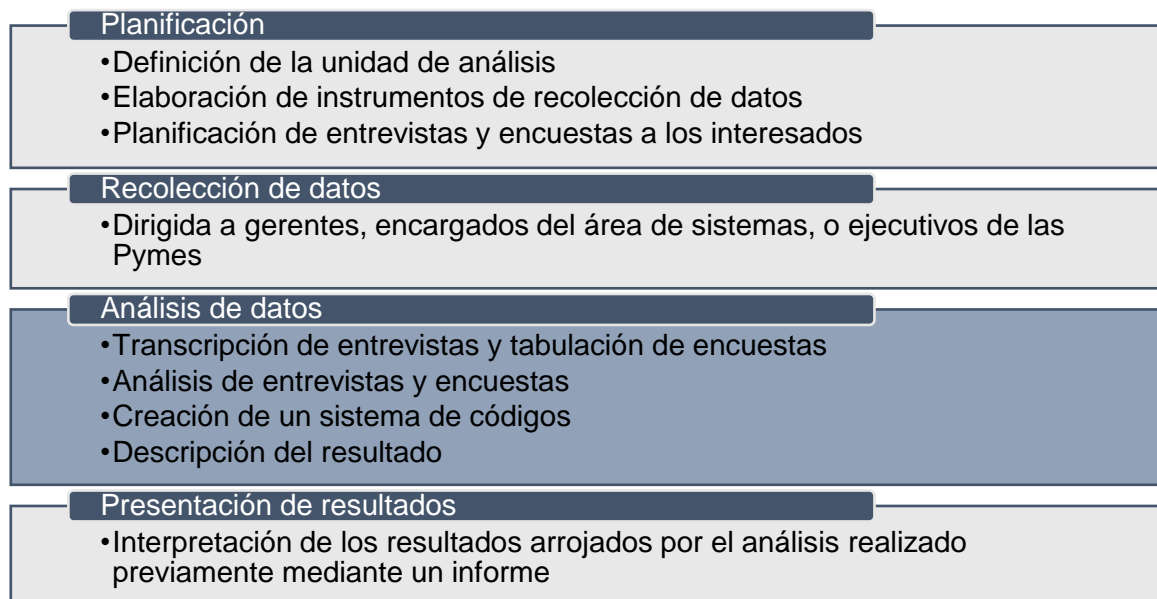 Planificación
•Definición de la unidad de análisis
•Elaboración de instrumentos de recolección de datos
•Planificación de entrevistas y encuestas a los interesados
Recolección de datos
•Dirigida a gerentes, encargados del área de sistemas, o ejecutivos de las
Pymes
Análisis de datos
•Transcripción de entrevistas y tabulación de encuestas
•Análisis de entrevistas y encuestas
•Creación de un sistema de códigos
•Descripción del resultado
Presentación de resultados
•Interpretación de los resultados arrojados por el análisis realizado
previamente mediante un informe